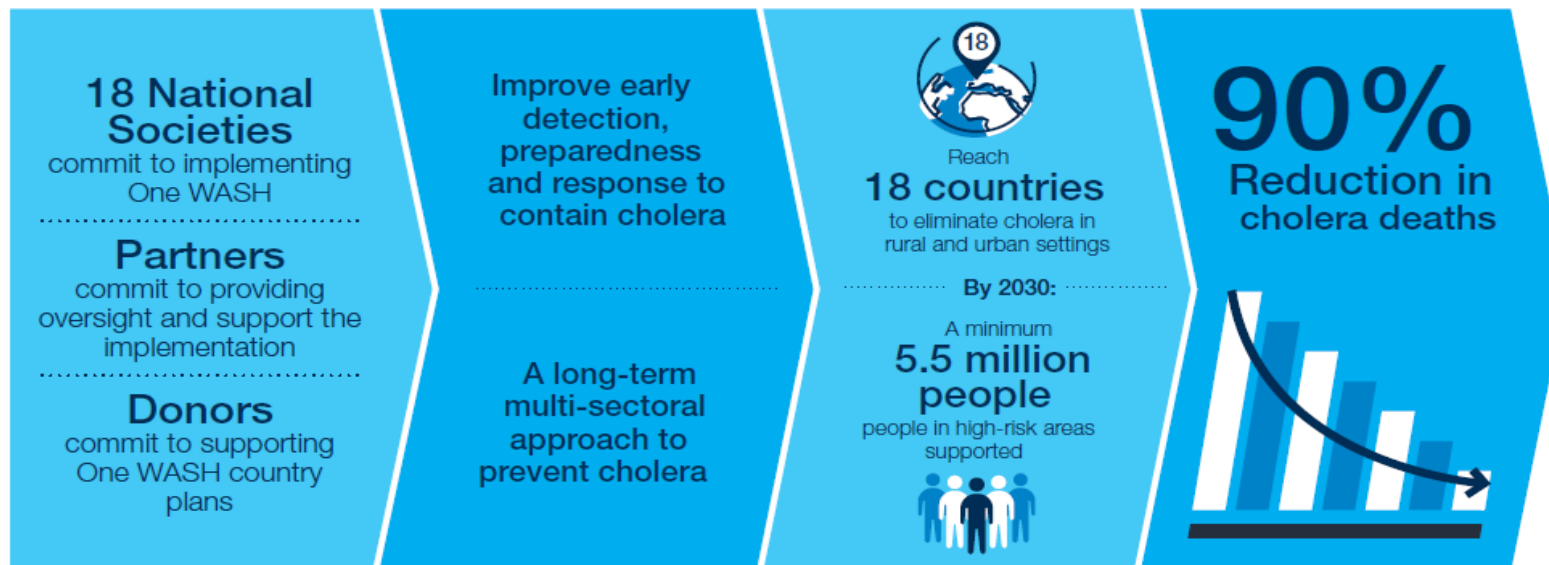 18 National
Societies
commit to implementing
One WASH
Partners
commit to providing
oversight and support the
implementation
Donors
commit to supporting
One WASH country
plans
Improve early
detection,
preparedness
and response to
contain cholera
A long-term
multi-sectoral
approach to
prevent cholera
18
Reach
18 countries
to eliminate cholera in
rural and urban settings
By 2030:
A minimum
5.5 million
people
people in high-risk areas
supported
90%
Reduction in
cholera deaths